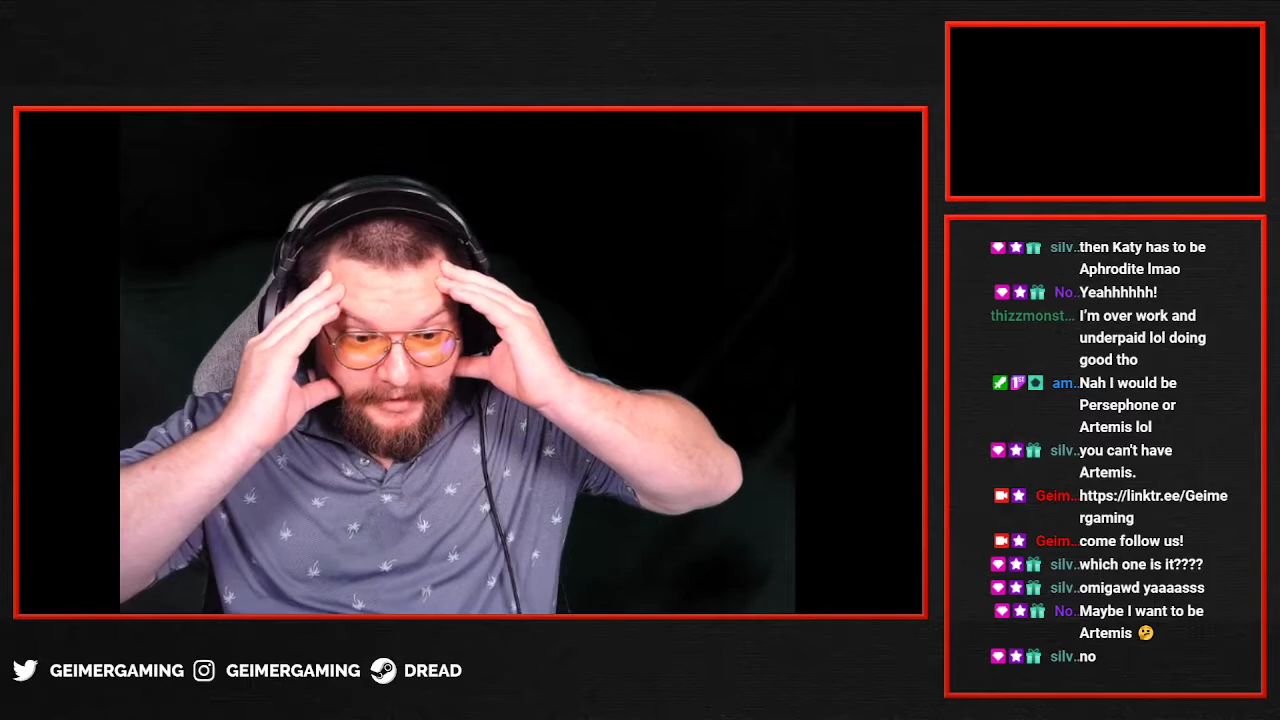 silv..then Katy has to be
Aphrodite lmao
No..Yeahhhhhh!
thizzmonst...I'm over work and
underpaid lol doing
good tho
am..Nah I would be
Persephone or
Artemis lol
silv..you can't have
Artemis.
Geim..https://linktr.ee/Geime
rgaming
Geim..come follow us!
silv..which one is it????
silv..omigawd yaaaasss
No..Maybe I want to be
Artemis 🤔
silv..no
GEIMERGAMING GEIMERGAMING DREAD